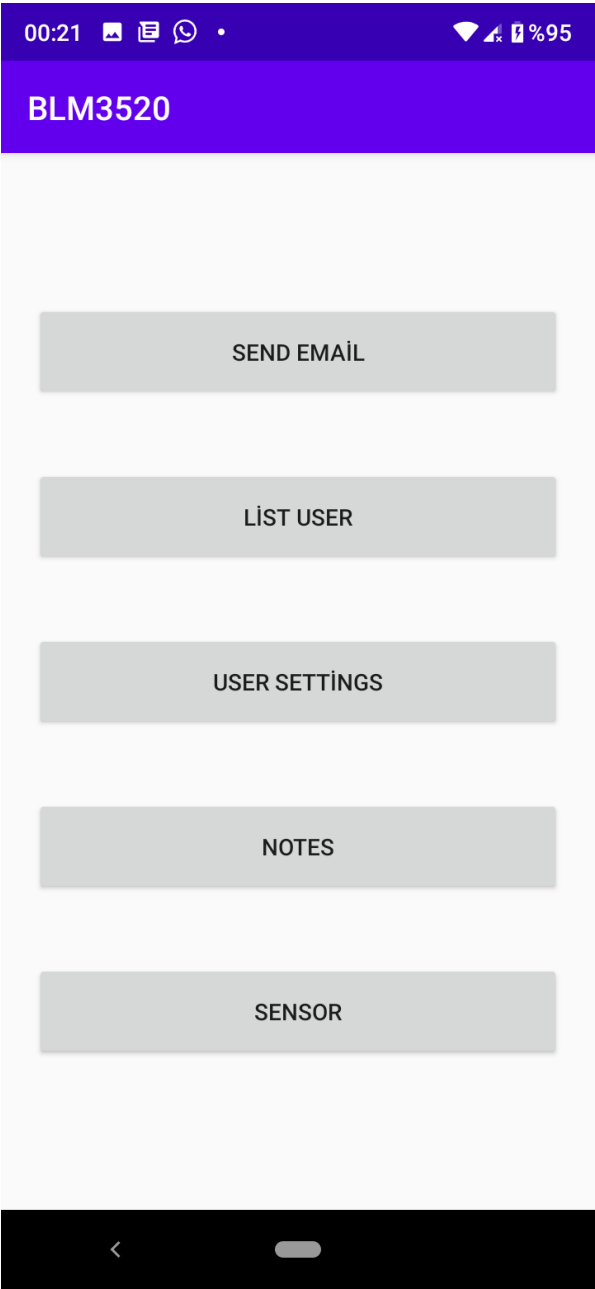 00:21 %95
BLM3520
SEND EMAİL
LİST USER
USER SETTİNGS
NOTES
SENSOR